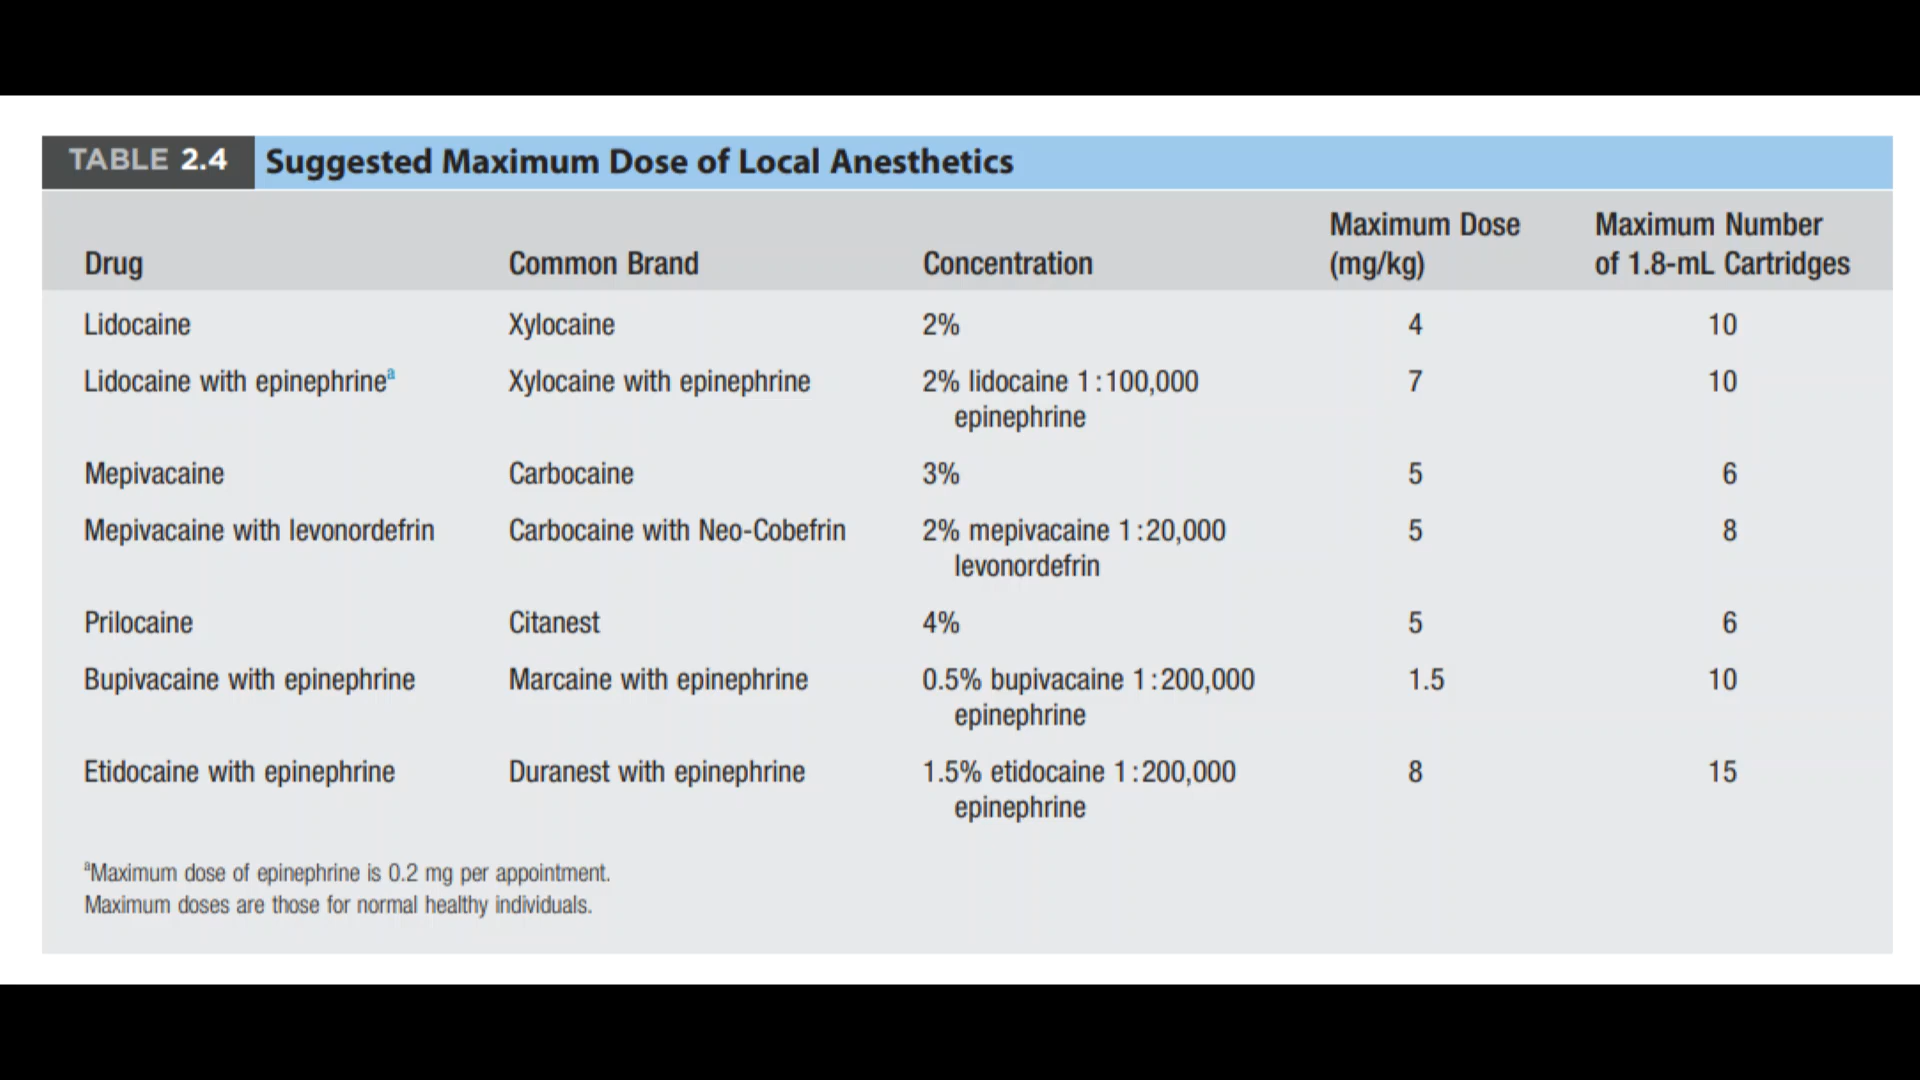 TABLE 2.4 Suggested Maximum Dose of Local Anesthetics
Drug Common Brand Concentration Maximum Dose (mg/kg) Maximum Number of 1.8-mL Cartridges
Lidocaine Xylocaine 2% 4 10
Lidocaine with epinephrineᵃ Xylocaine with epinephrine 2% lidocaine 1:100,000 7 10
epinephrine
Mepivacaine Carbocaine 3% 5 6
Mepivacaine with levonordefrin Carbocaine with Neo-Cobefrin 2% mepivacaine 1:20,000 5 8
levonordefrin
Prilocaine Citanest 4% 5 6
Bupivacaine with epinephrine Marcaine with epinephrine 0.5% bupivacaine 1:200,000 1.5 10
epinephrine
Etidocaine with epinephrine Duranest with epinephrine 1.5% etidocaine 1:200,000 8 15
epinephrine
ᵃMaximum dose of epinephrine is 0.2 mg per appointment.
Maximum doses are those for normal healthy individuals.